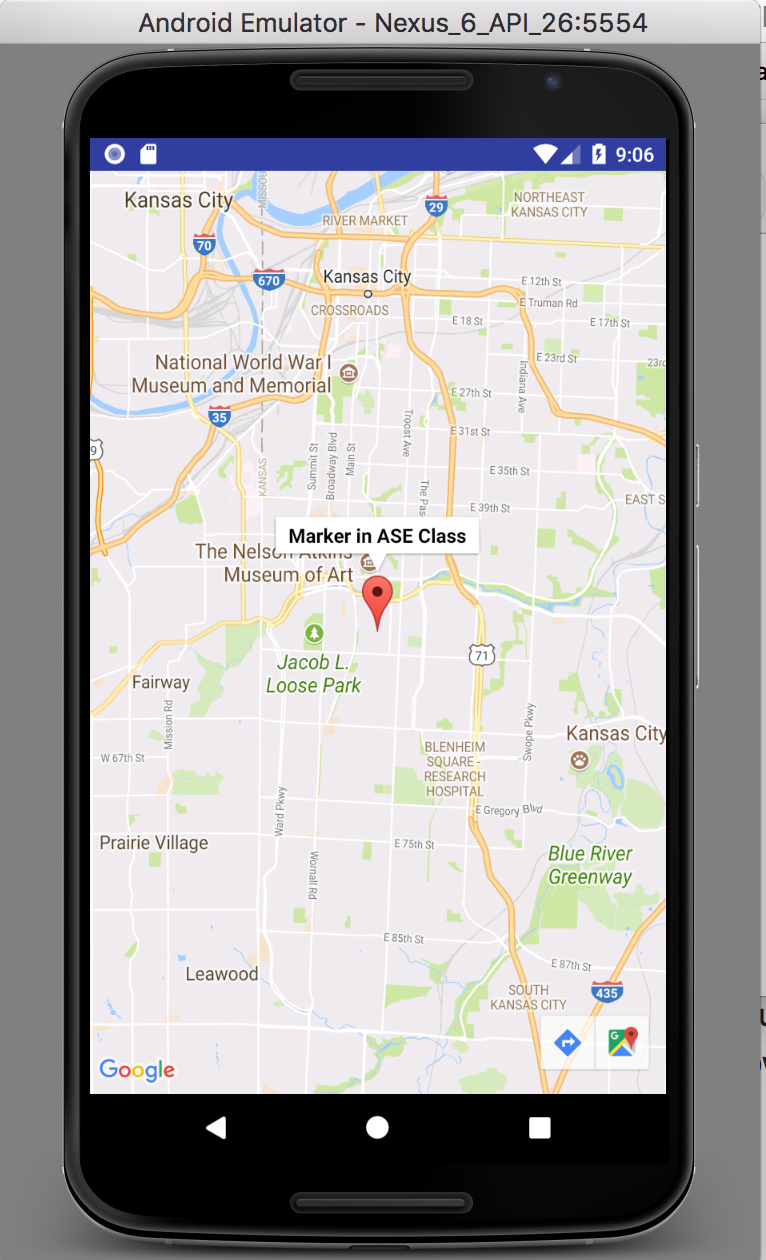 Android Emulator - Nexus_6_API_26:5554
9:06
Kansas City
MISSOU
29
NORTHEAST
KANSAS CITY
RIVER MARKET
70
670
Kansas City
E 12th St
E Truman Rd
CROSSROADS
E 18 St
E 17th St
National World War I
Museum and Memorial
E 23rd St
23rd
Indiana Ave
E 27th St
35
Troost Ave
E 31st St
9
Summit St
Broadway Blvd
Main St
KANSAS
E 35th St
The Pas
EAST S
E 39th St
Marker in ASE Class
The Nelson Atkins
Museum of Art
71
Jacob L.
Loose Park
Fairway
Mission Rd
Swope Pkwy
Kansas City
BLENHEIM
SQUARE -
RESEARCH
HOSPITAL
W 67th St
Ward Pkwy
E Gregory Blvd
Prairie Village
E 75th St
Blue River
Greenway
Wornall Rd
E 85th St
E 87th St
Leawood
SOUTH
KANSAS CITY
435
G
Google